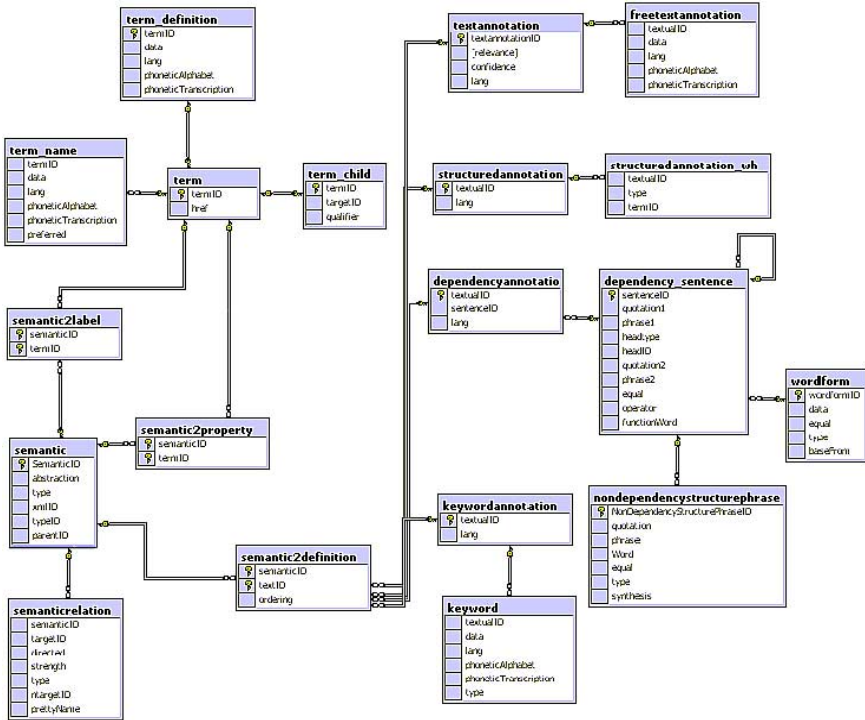 term_definition
termID
data
lang
phoneticAlphabet
phoneticTranscription
textannotation
textannotationID
[relevance]
confidence
lang
freetextannotation
textualID
data
lang
phoneticAlphabet
phoneticTranscription
term_name
termID
data
lang
phoneticAlphabet
phoneticTranscription
preferred
term
termID
href
term_child
termID
targetID
qualifier
structuredannotation
textualID
lang
structuredannotation_wh
textualID
type
termID
dependencyannotatio
textualID
sentenceID
lang
dependency_sentence
sentenceID
quotation1
phrase1
headtype
headID
quotation2
phrase2
equal
operator
functionWord
semantic2label
semanticID
termID
wordform
wordformID
data
equal
type
baseFrom
semantic2property
semanticID
termID
semantic
SemanticID
abstraction
type
xmlID
typeID
parentID
keywordannotation
textualID
lang
nondependencystructurephrase
NonDependencyStructurePhraseID
quotation
phrase
Word
equal
type
synthesis
semantic2definition
semanticID
textID
ordering
semanticrelation
semanticID
targetID
directed
strength
type
ntargetID
prettyName
keyword
textualID
data
lang
phoneticAlphabet
phoneticTranscription
type